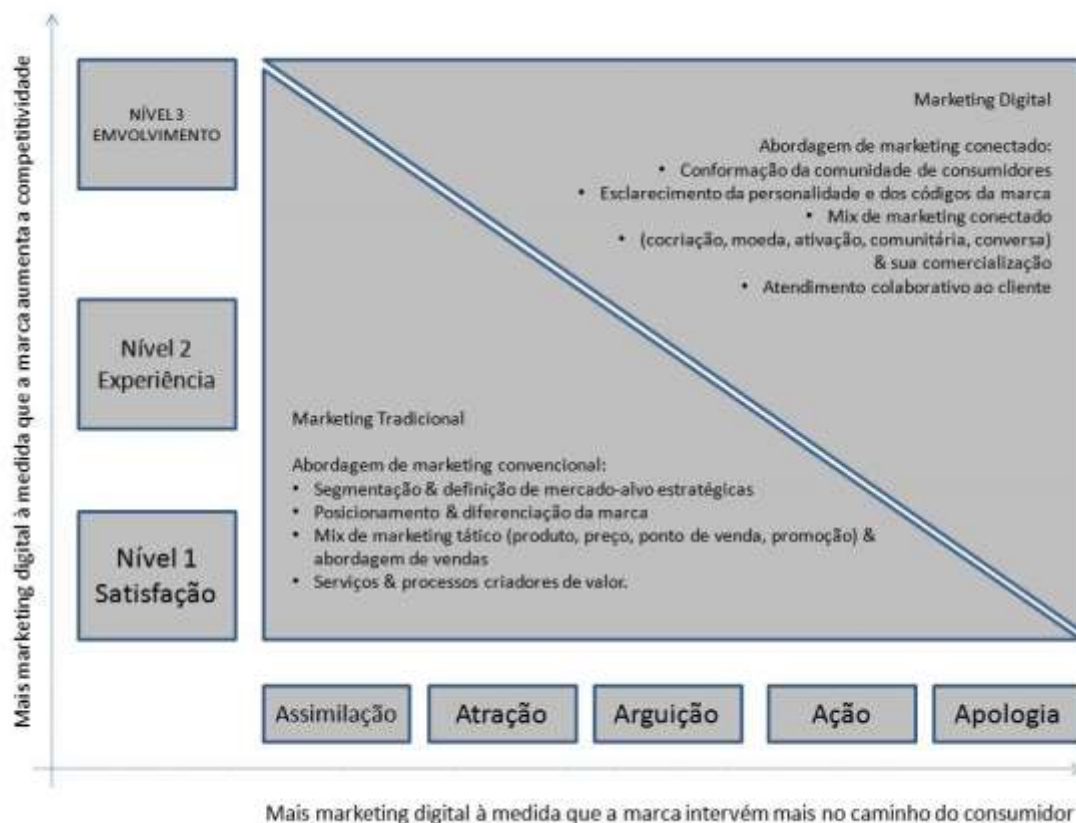 Mais marketing digital à medida que a marca aumenta a competitividade
NÍVEL 3
EMVOLVIMENTO
Marketing Digital
Abordagem de marketing conectado:
• Conformação da comunidade de consumidores
• Esclarecimento da personalidade e dos códigos da marca
• Mix de marketing conectado
• (cocriação, moeda, ativação, comunitária, conversa)
& sua comercialização
• Atendimento colaborativo ao cliente
Nível 2
Experiência
Marketing Tradicional
Abordagem de marketing convencional:
• Segmentação & definição de mercado-alvo estratégicas
• Posicionamento & diferenciação da marca
• Mix de marketing tático (produto, preço, ponto de venda, promoção) &
abordagem de vendas
• Serviços & processos criadores de valor.
Nível 1
Satisfação
Assimilação
Atração
Arguição
Ação
Apologia
Mais marketing digital à medida que a marca intervém mais no caminho do consumidor